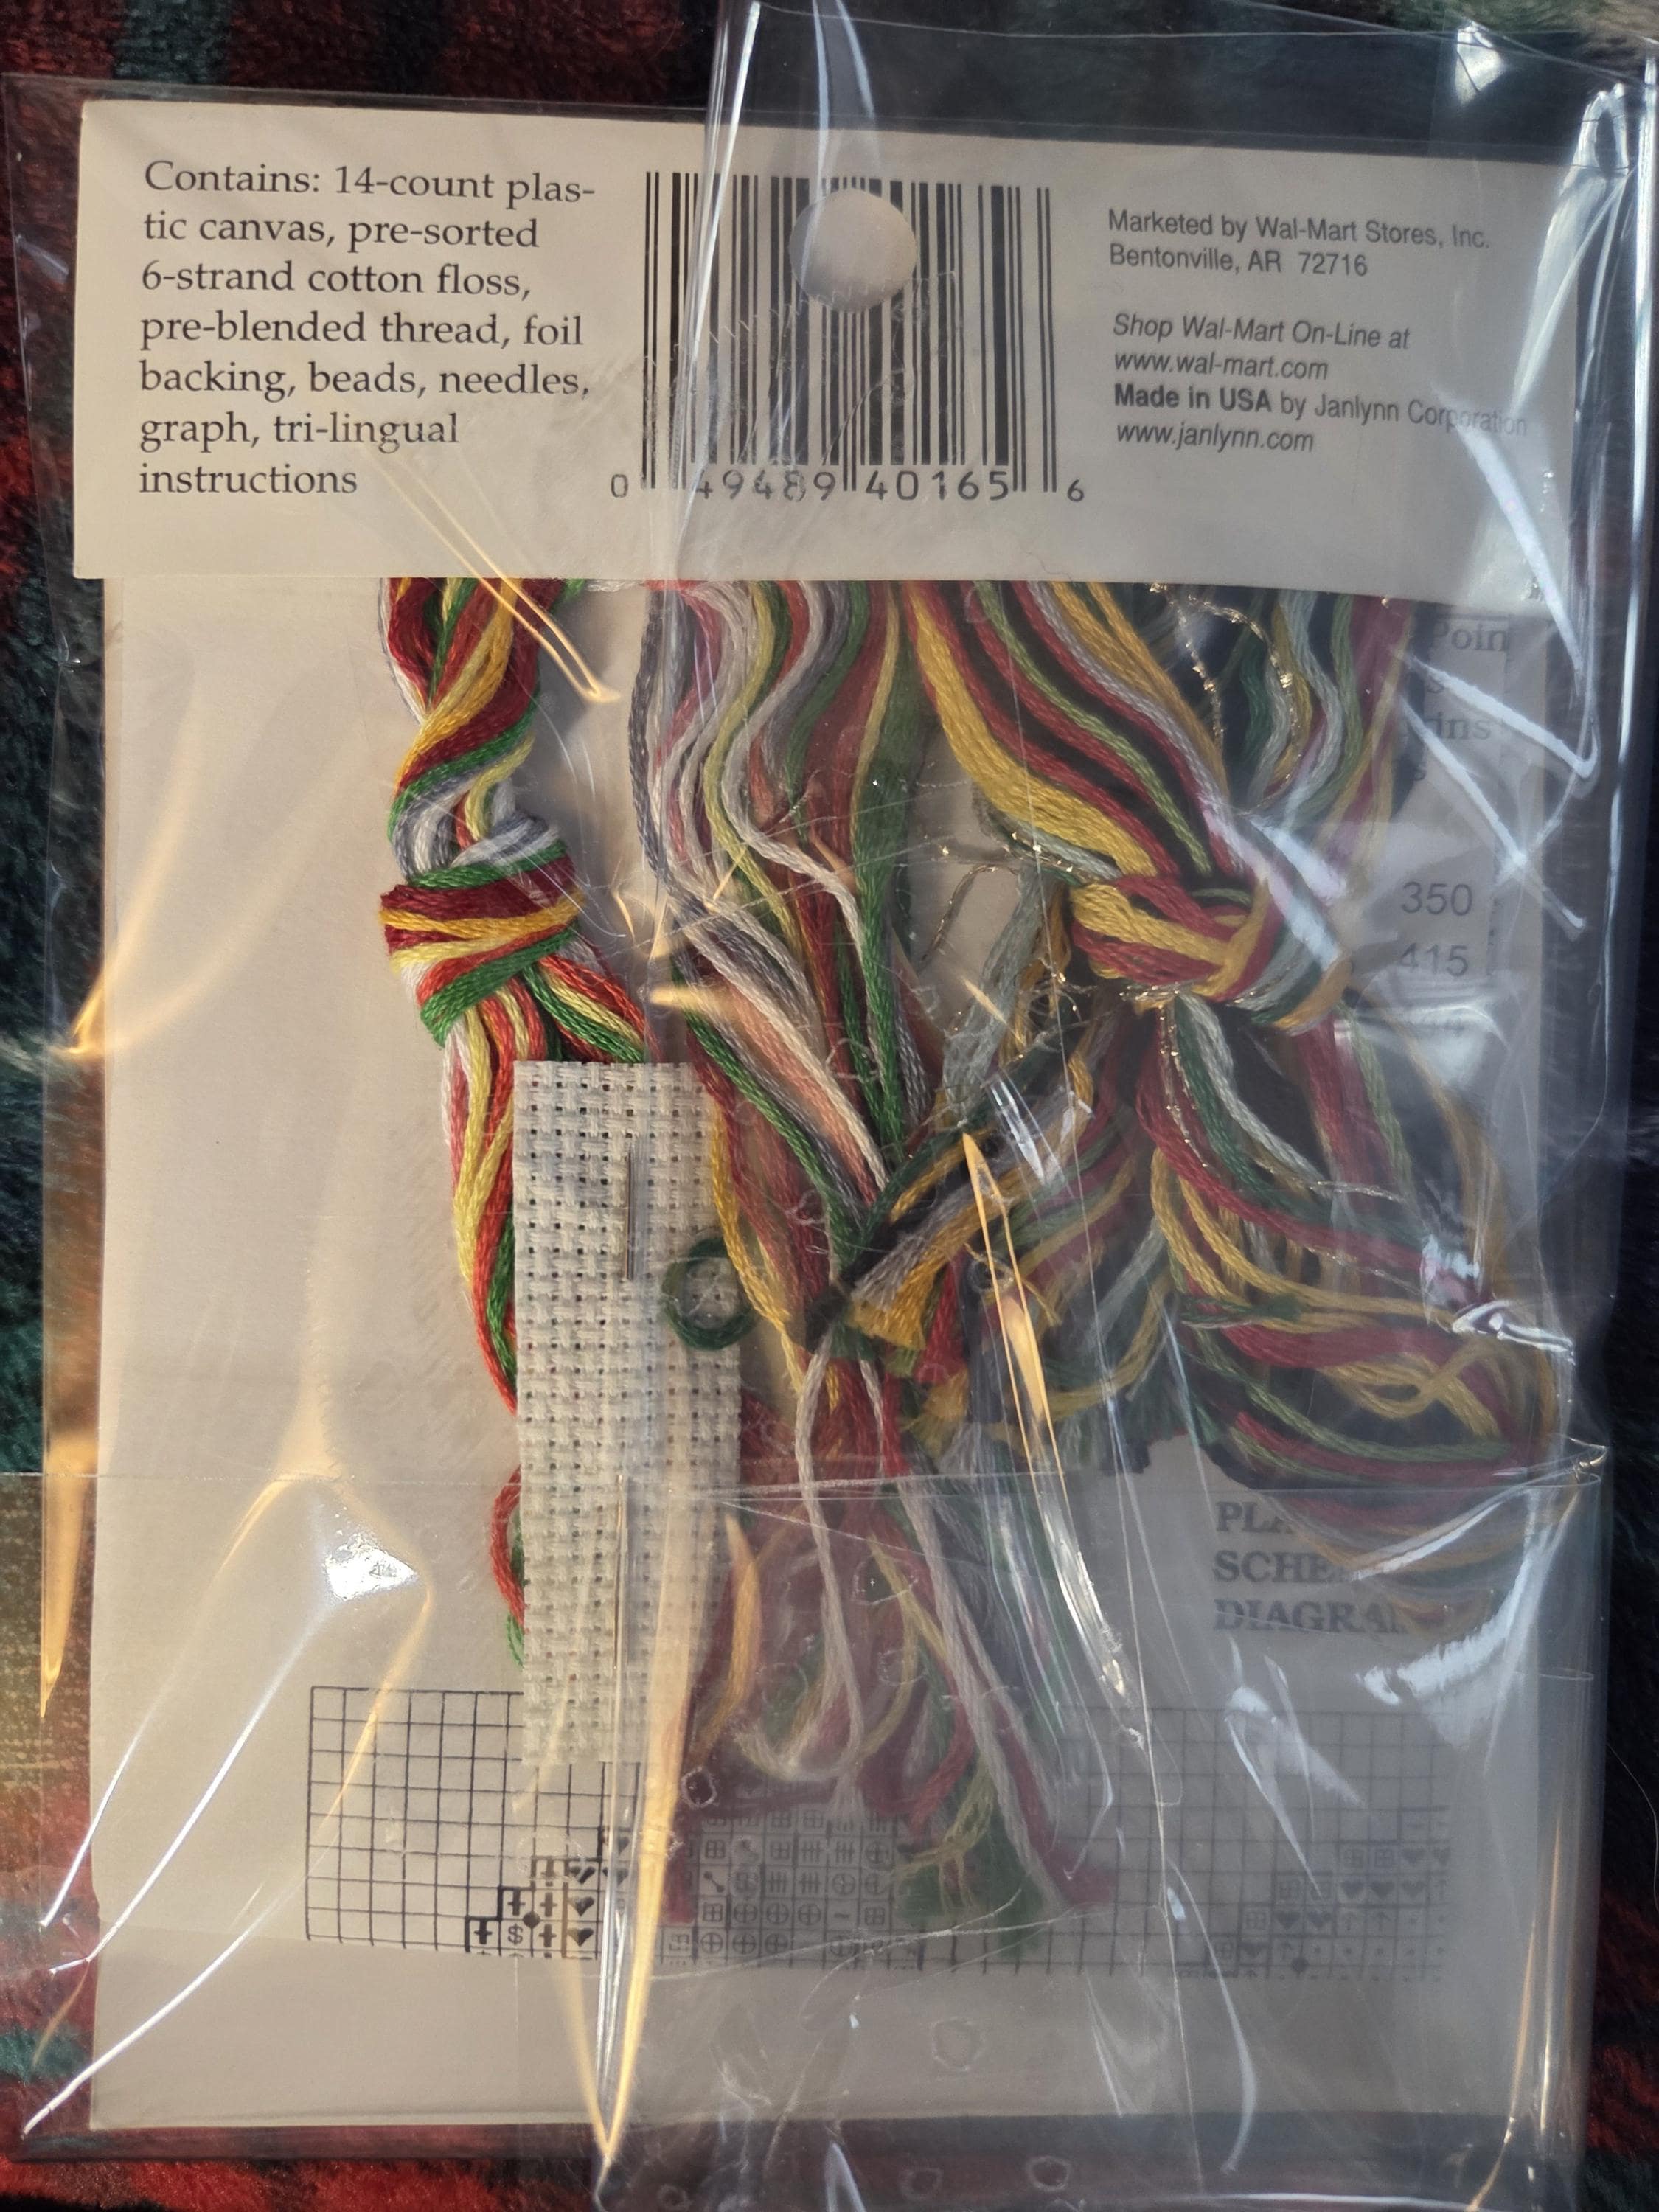 Contains: 14-count plas-
tic canvas, pre-sorted
6-strand cotton floss,
pre-blended thread, foil
backing, beads, needles,
graph, tri-lingual
instructions
0 49489 40165 6
Marketed by Wal-Mart Stores, Inc.
Bentonville, AR 72716
Shop Wal-Mart On-Line at
www.wal-mart.com
Made in USA by Janlynn Corporation
www.janlynn.com
350
415